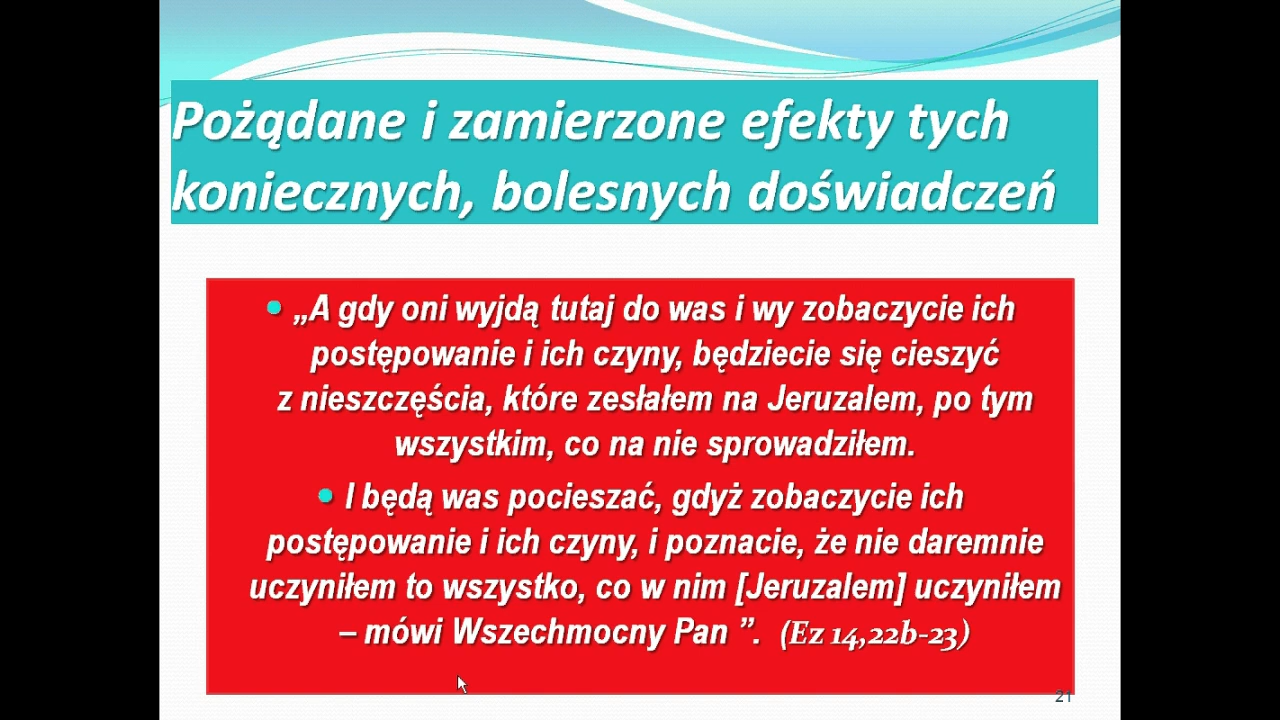 Pożądane i zamierzone efekty tych
koniecznych, bolesnych doświadczeń
• „A gdy oni wyjdą tutaj do was i wy zobaczycie ich
postępowanie i ich czyny, będziecie się cieszyć
z nieszczęścia, które zesłałem na Jeruzalem, po tym
wszystkim, co na nie sprowadziłem.
• I będą was pocieszać, gdyż zobaczycie ich
postępowanie i ich czyny, i poznacie, że nie daremnie
uczyniłem to wszystko, co w nim [Jeruzalem] uczyniłem
– mówi Wszechmocny Pan ”. (Ez 14,22b-23)
21